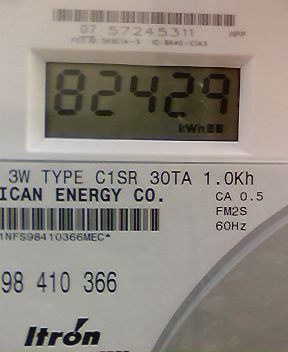 07 57245311
82429
kWh
3W TYPE C1SR 30TA 1.0Kh
ICAN ENERGY CO.
CA 0.5
FM2S
60Hz
1NFS98410366MEC*
98 410 366
Itrón